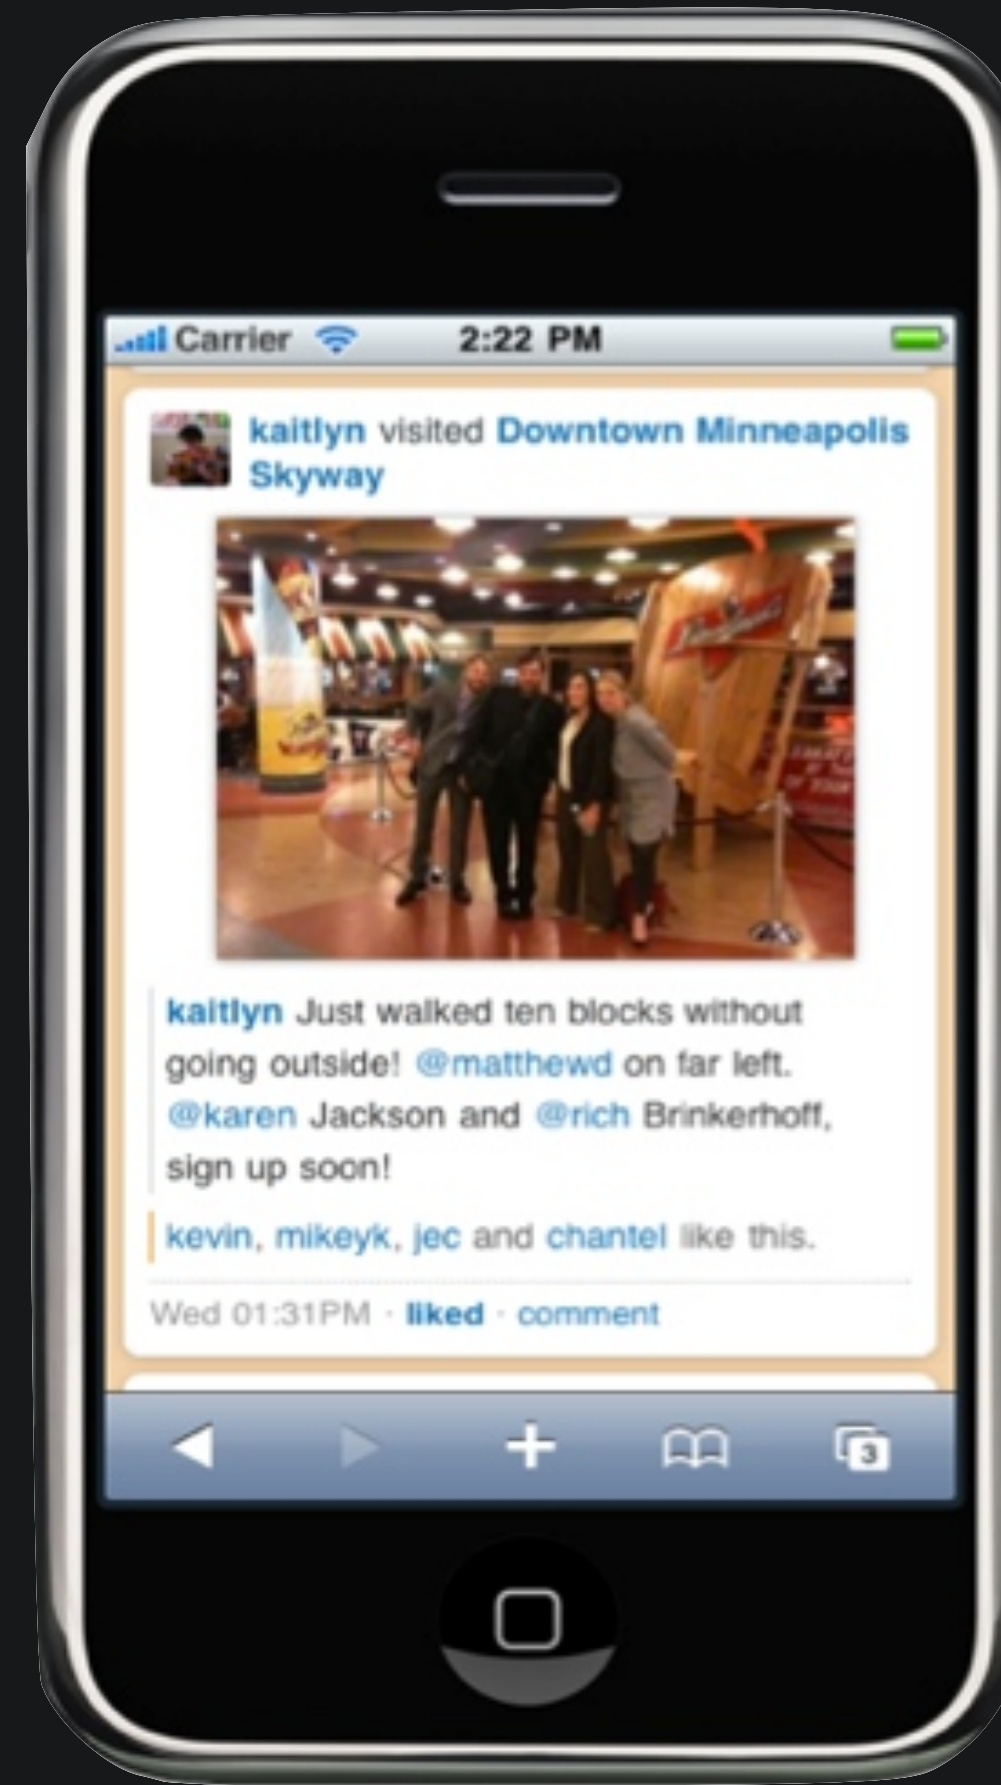 Carrier 2:22 PM
kaitlyn visited Downtown Minneapolis
Skyway
kaitlyn Just walked ten blocks without
going outside! @matthewd on far left.
@karen Jackson and @rich Brinkerhoff,
sign up soon!
kevin, mikeyk, jec and chantel like this.
Wed 01:31PM · liked · comment
3